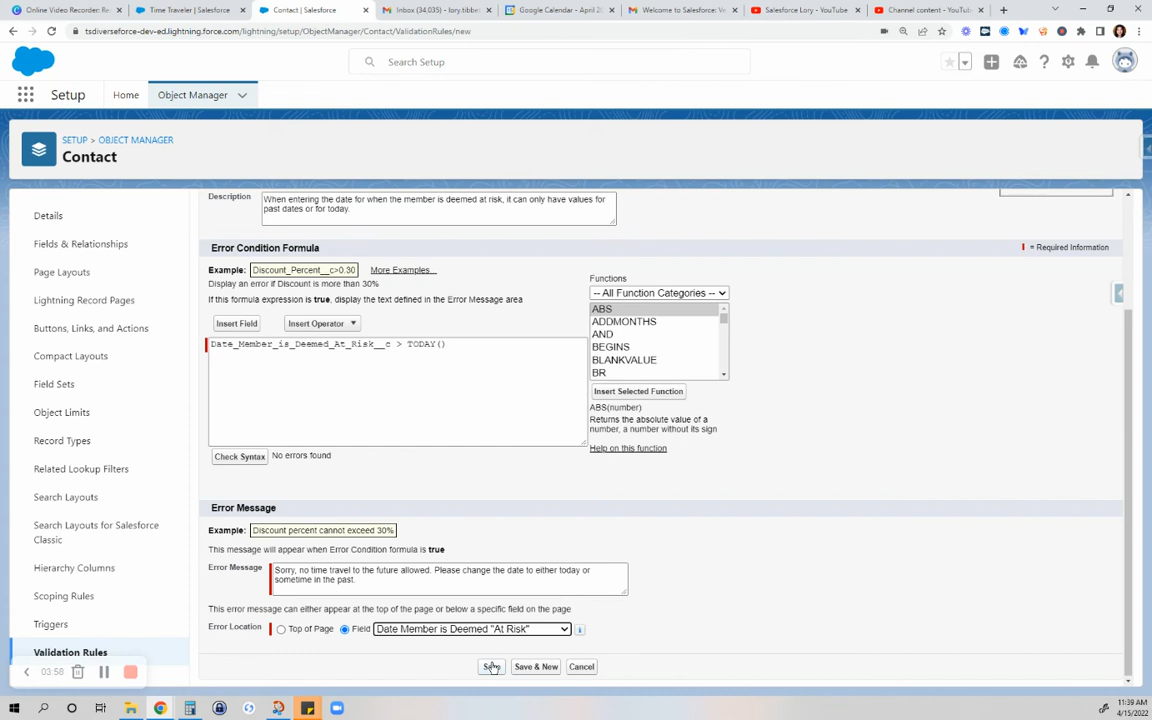 Online Video Recorder: Re
Time Traveler | Salesforce
Contact | Salesforce
Inbox (34,035) - lory.tibbe
Google Calendar - April 20
Welcome to Salesforce: Ve
Salesforce Lory - YouTube
Channel content - YouTub
tsdiverseforce-dev-ed.lightning.force.com/lightning/setup/ObjectManager/Contact/ValidationRules/new
Search Setup
Setup
Home
Object Manager
SETUP > OBJECT MANAGER
Contact
Details
Fields & Relationships
Page Layouts
Lightning Record Pages
Buttons, Links, and Actions
Compact Layouts
Field Sets
Object Limits
Record Types
Related Lookup Filters
Search Layouts
Search Layouts for Salesforce
Classic
Hierarchy Columns
Scoping Rules
Triggers
Validation Rules
03:58
Description
When entering the date for when the member is deemed at risk, it can only have values for
past dates or for today.
Error Condition Formula
= Required Information
Example: Discount_Percent__c>0.30 More Examples...
Display an error if Discount is more than 30%
If this formula expression is true, display the text defined in the Error Message area
Insert Field
Insert Operator
Date_Member_is_Deemed_At_Risk__c > TODAY()
Functions
-- All Function Categories --
ABS
ADDMONTHS
AND
BEGINS
BLANKVALUE
BR
Insert Selected Function
ABS(number)
Returns the absolute value of a
number, a number without its sign
Help on this function
Check Syntax No errors found
Error Message
Example: Discount percent cannot exceed 30%
This message will appear when Error Condition formula is true
Error Message
Sorry, no time travel to the future allowed. Please change the date to either today or
sometime in the past.
This error message can either appear at the top of the page or below a specific field on the page
Error Location Top of Page Field Date Member is Deemed "At Risk"
Save Save & New Cancel
11:39 AM
4/15/2022